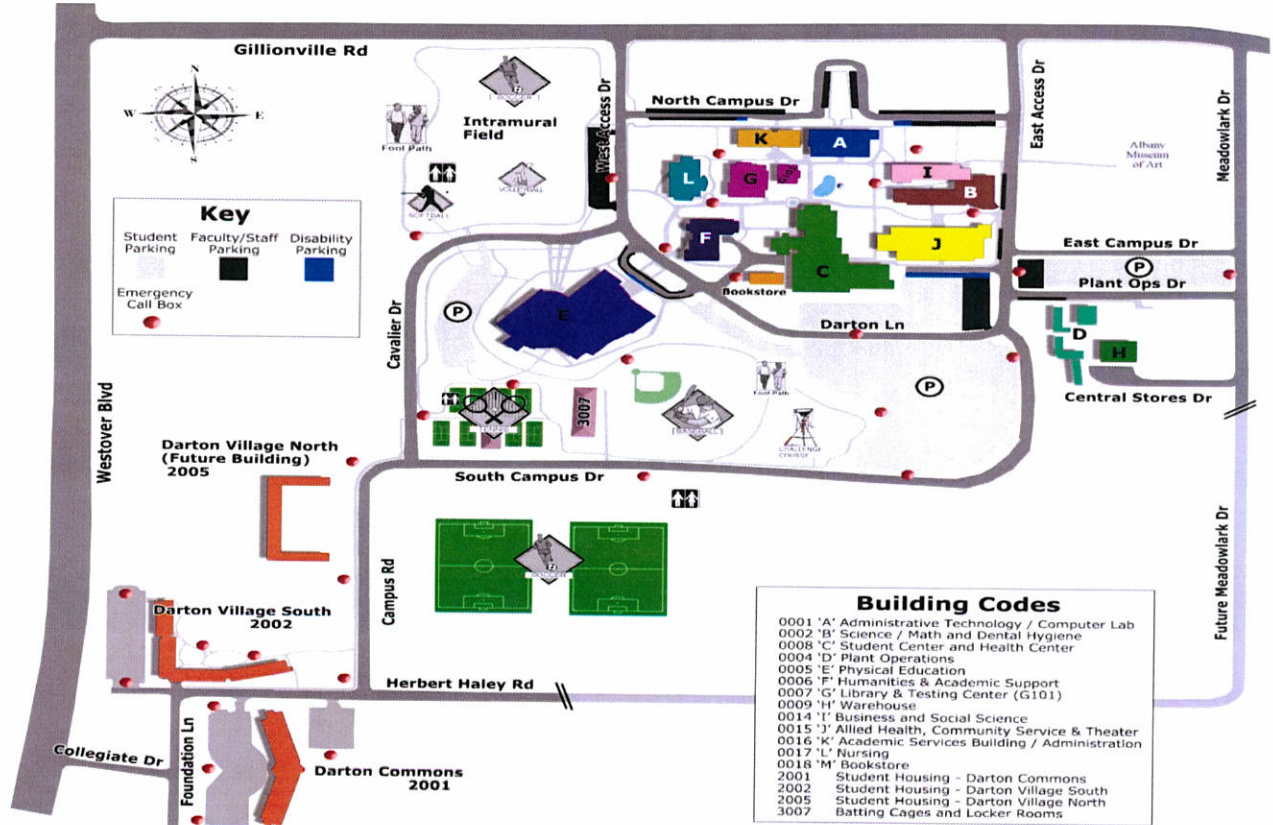 Gillionville Rd
N
W
E
S
Foot Path
Intramural
Field
[ SOCCER ]
VOLLEYBALL
SOFTBALL
West Access Dr
North Campus Dr
K
A
L
G
I
B
F
C
J
Bookstore
Darton Ln
East Access Dr
Meadowlark Dr
Albany
Museum
of Art
East Campus Dr
P
Plant Ops Dr
D
H
Central Stores Dr
Key
Student
Parking
Faculty/Staff
Parking
Disability
Parking
Emergency
Call Box
Cavalier Dr
P
E
P
Westover Blvd
TENNIS
3007
[ BASEBALL ]
Foot Path
CHALLENGE
COURSE
Darton Village North
(Future Building)
2005
South Campus Dr
SOCCER
Campus Rd
Darton Village South
2002
Herbert Haley Rd
Future Meadowlark Dr
Collegiate Dr
Foundation Ln
Darton Commons
2001
Building Codes
0001 'A' Administrative Technology / Computer Lab
0002 'B' Science / Math and Dental Hygiene
0008 'C' Student Center and Health Center
0004 'D' Plant Operations
0005 'E' Physical Education
0006 'F' Humanities & Academic Support
0007 'G' Library & Testing Center (G101)
0009 'H' Warehouse
0014 'I' Business and Social Science
0015 'J' Allied Health, Community Service & Theater
0016 'K' Academic Services Building / Administration
0017 'L' Nursing
0018 'M' Bookstore
2001 Student Housing - Darton Commons
2002 Student Housing - Darton Village South
2005 Student Housing - Darton Village North
3007 Batting Cages and Locker Rooms